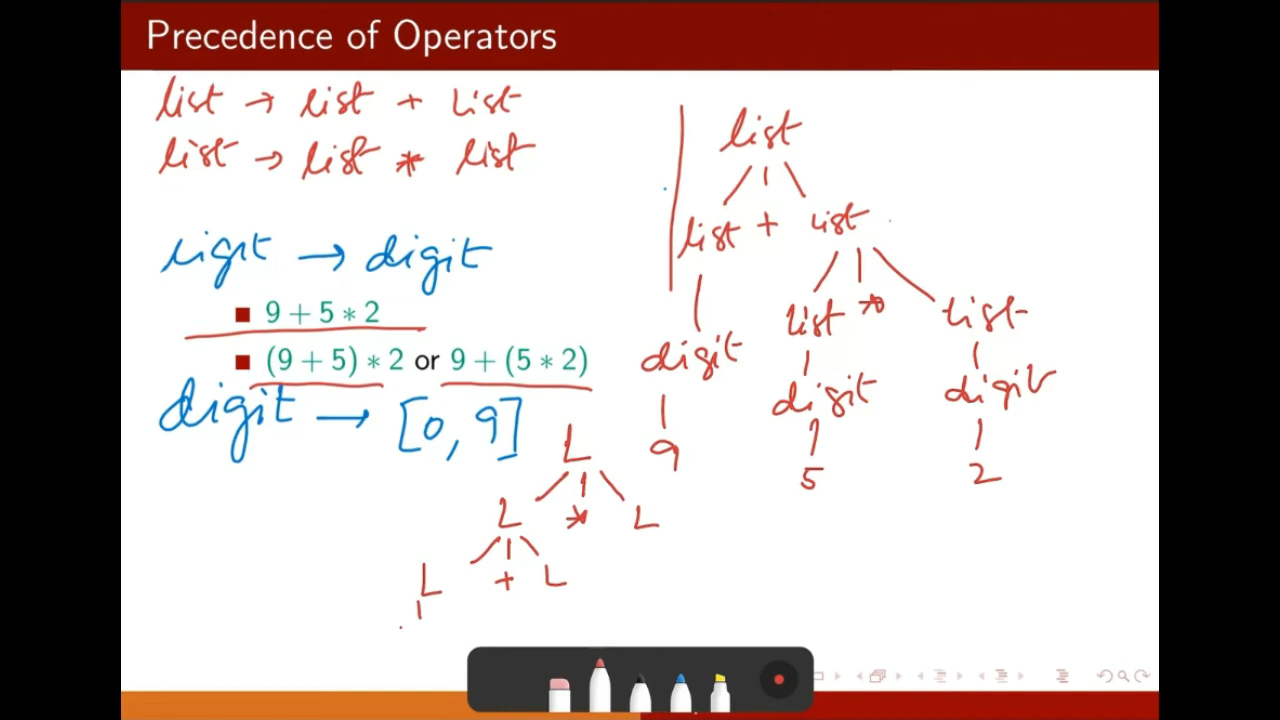 Precedence of Operators
list → list + List
list → list * list
ligit → digit
9 + 5 * 2
(9 + 5) * 2 or 9 + (5 * 2)
digit → [0, 9]
list
list + list
list * list
digit
digit digit
9
5 2
L
L * L
L + L